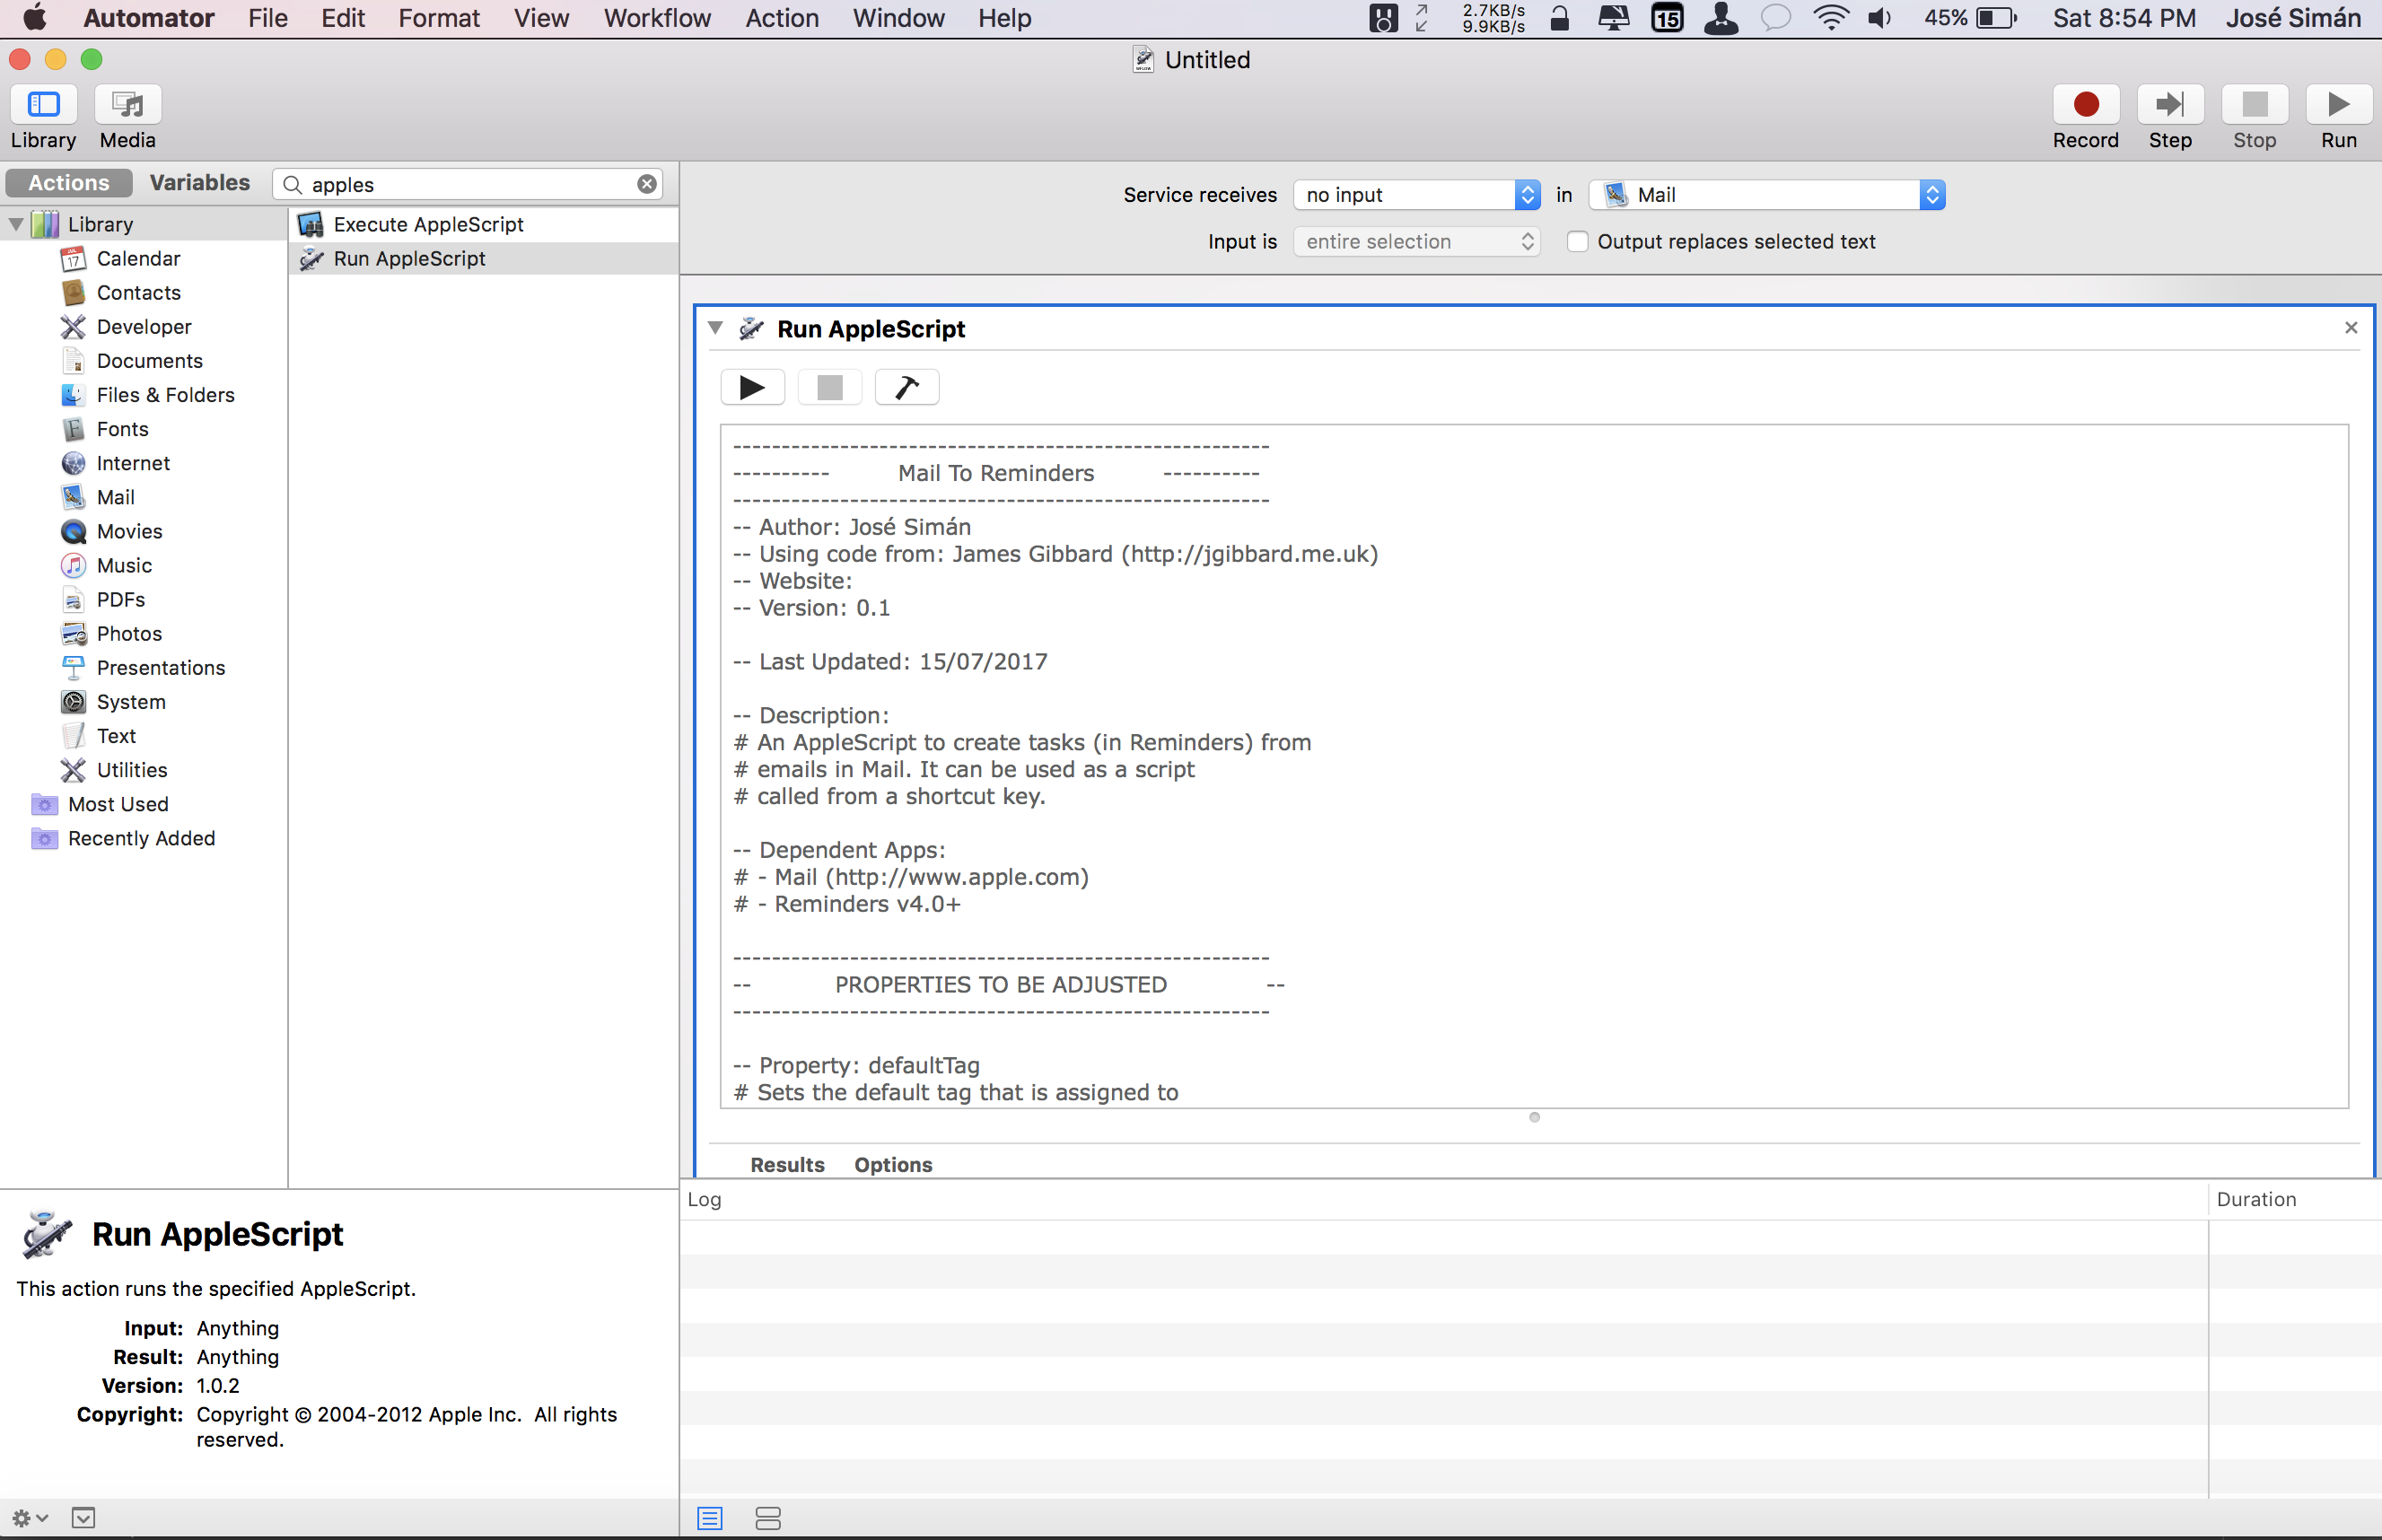 Automator File Edit Format View Workflow Action Window Help 2.7KB/s 9.9KB/s 15 45% Sat 8:54 PM José Simán
Untitled
Library Media Record Step Stop Run
Actions Variables apples
Library
Calendar
Contacts
Developer
Documents
Files & Folders
Fonts
Internet
Mail
Movies
Music
PDFs
Photos
Presentations
System
Text
Utilities
Most Used
Recently Added
Execute AppleScript
Run AppleScript
Service receives no input in Mail
Input is entire selection Output replaces selected text
Run AppleScript
-------------------------------------------------------
---------- Mail To Reminders ----------
-------------------------------------------------------
-- Author: José Simán
-- Using code from: James Gibbard (http://jgibbard.me.uk)
-- Website:
-- Version: 0.1
-- Last Updated: 15/07/2017
-- Description:
# An AppleScript to create tasks (in Reminders) from
# emails in Mail. It can be used as a script
# called from a shortcut key.
-- Dependent Apps:
# - Mail (http://www.apple.com)
# - Reminders v4.0+
-------------------------------------------------------
-- PROPERTIES TO BE ADJUSTED --
-------------------------------------------------------
-- Property: defaultTag
# Sets the default tag that is assigned to
Results Options
Log Duration
Run AppleScript
This action runs the specified AppleScript.
Input: Anything
Result: Anything
Version: 1.0.2
Copyright: Copyright © 2004-2012 Apple Inc. All rights
reserved.